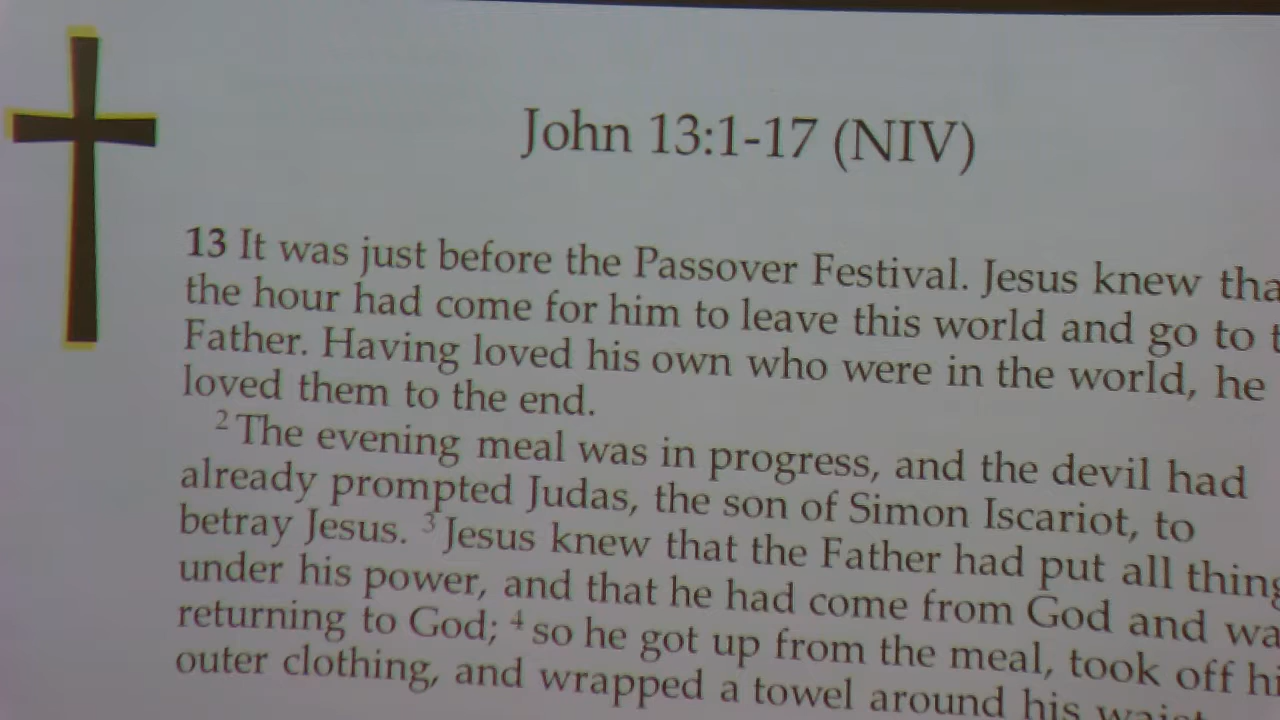 John 13:1-17 (NIV)
13 It was just before the Passover Festival. Jesus knew
the hour had come for him to leave this world and go to
Father. Having loved his own who were in the world, he
loved them to the end.
2 The evening meal was in progress, and the devil had
already prompted Judas, the son of Simon Iscariot, to
betray Jesus. 3 Jesus knew that the Father had put all
under his power, and that he had come from God and
returning to God; 4 so he got up from the meal, took off
outer clothing, and wrapped a towel around his